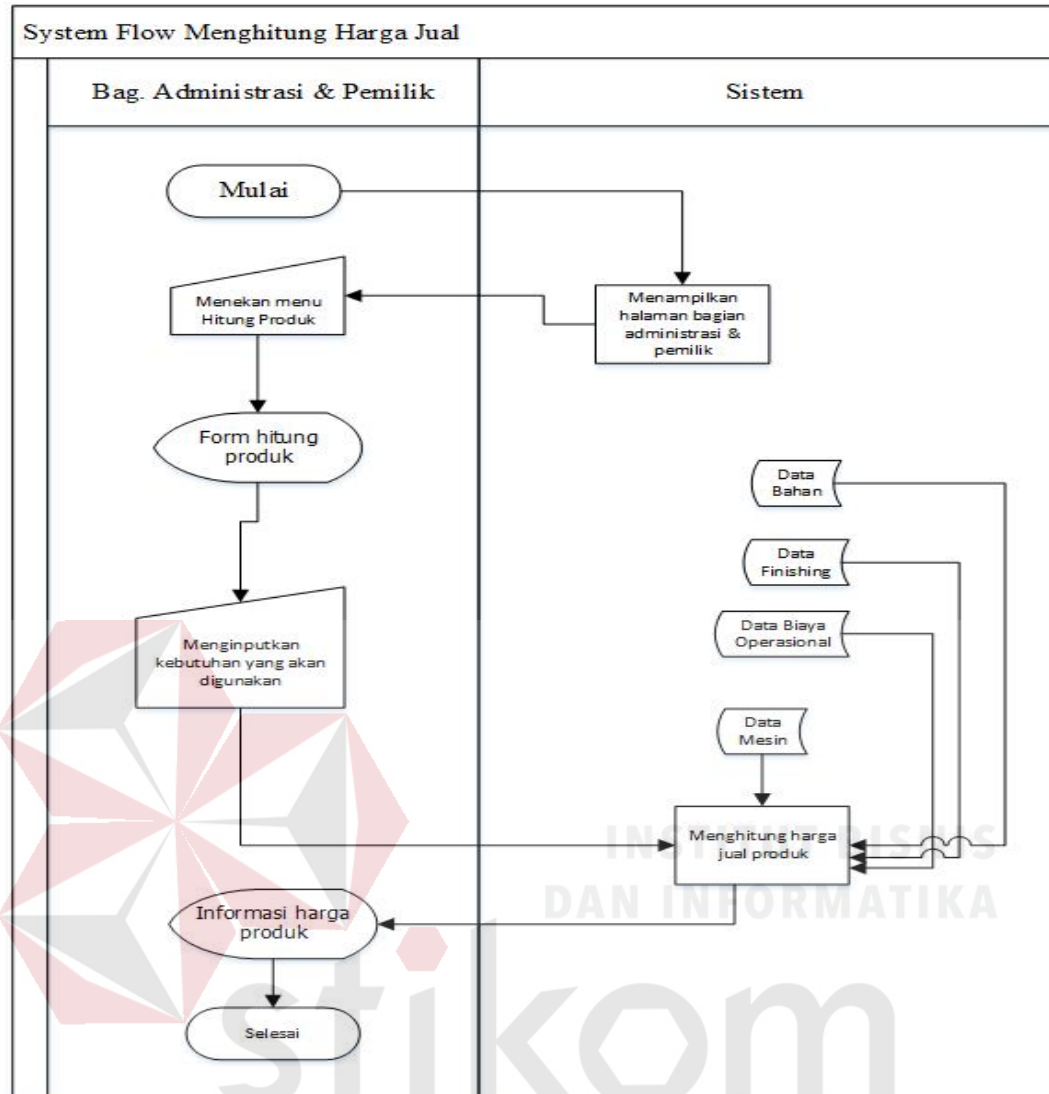 System Flow Menghitung Harga Jual
Bag. Administrasi & Pemilik
Sistem
Mulai
Menampilkan
halaman bagian
administrasi &
pemilik
Menekan menu
Hitung Produk
Form hitung
produk
Data
Bahan
Data
Finishing
Data Biaya
Operasional
Menginputkan
kebutuhan yang akan
digunakan
Data
Mesin
Menghitung harga
jual produk
INSTITUT BISNIS
DAN INFORMATIKA
Informasi harga
produk
stikom
Selesai